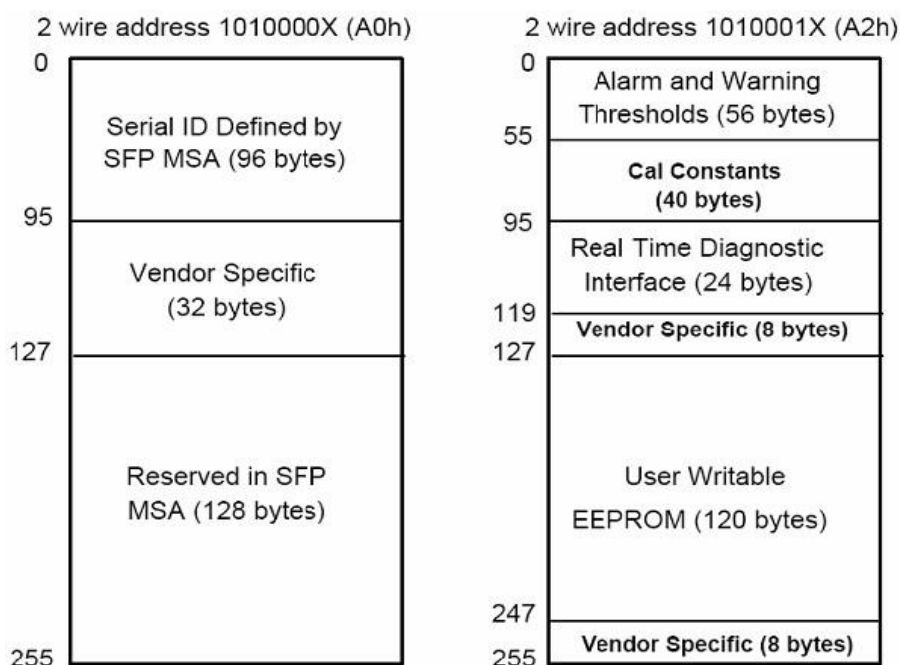 2 wire address 1010000X (A0h)
0
Serial ID Defined by
SFP MSA (96 bytes)
95
Vendor Specific
(32 bytes)
127
Reserved in SFP
MSA (128 bytes)
255
2 wire address 1010001X (A2h)
0
Alarm and Warning
Thresholds (56 bytes)
55
Cal Constants
(40 bytes)
95
Real Time Diagnostic
Interface (24 bytes)
119
Vendor Specific (8 bytes)
127
User Writable
EEPROM (120 bytes)
247
Vendor Specific (8 bytes)
255